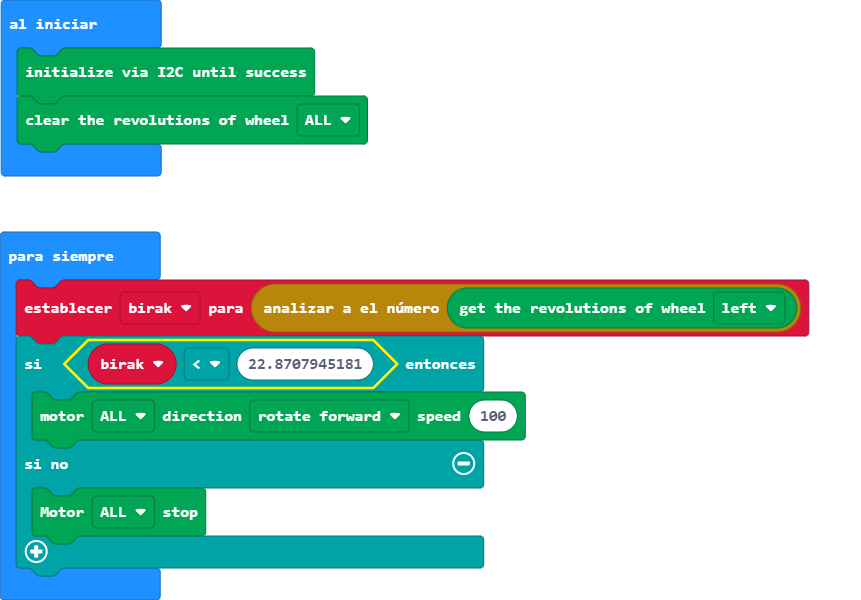 al iniciar
initialize via I2C until success
clear the revolutions of wheel ALL
para siempre
establecer birak para analizar a el número get the revolutions of wheel left
si birak < 22.8707945181 entonces
motor ALL direction rotate forward speed 100
si no
Motor ALL stop